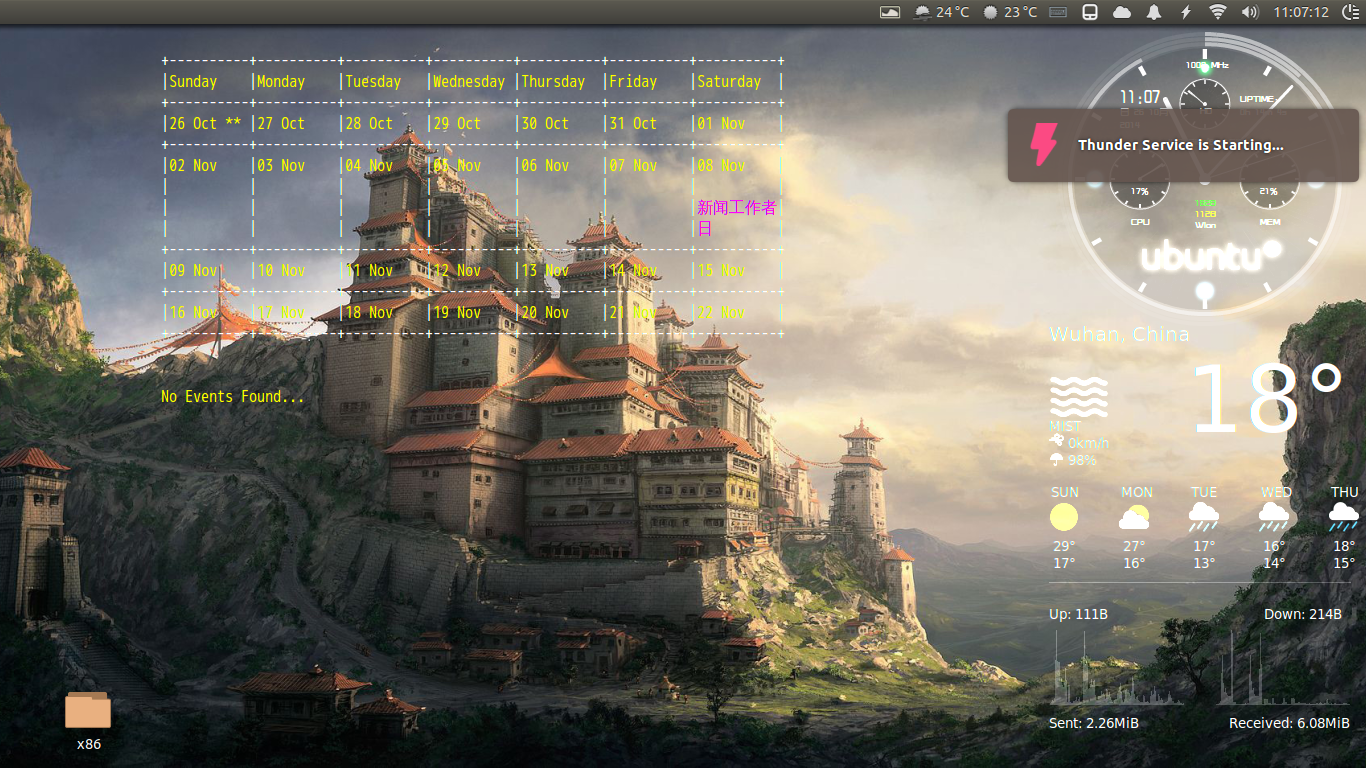 24°C 23°C 11:07:12
Sunday Monday Tuesday Wednesday Thursday Friday Saturday
26 Oct ** 27 Oct 28 Oct 29 Oct 30 Oct 31 Oct 01 Nov
02 Nov 03 Nov 04 Nov 05 Nov 06 Nov 07 Nov 08 Nov
新闻工作者
日
09 Nov 10 Nov 11 Nov 12 Nov 13 Nov 14 Nov 15 Nov
16 Nov 17 Nov 18 Nov 19 Nov 20 Nov 21 Nov 22 Nov
No Events Found...
MHz
11:07 UPTIME
Thunder Service is Starting...
17% 21%
1128
CPU Wlan MEM
ubuntu
Wuhan, China
18°
MIST
0km/h
98%
SUN MON TUE WED THU
29° 27° 17° 16° 18°
17° 16° 13° 14° 15°
Up: 111B Down: 214B
Sent: 2.26MiB Received: 6.08MiB
x86